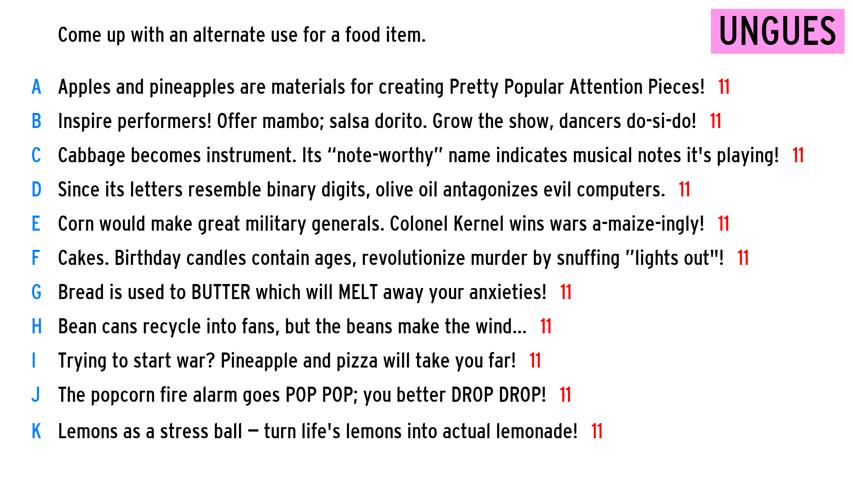 Come up with an alternate use for a food item.
UNGUES
A Apples and pineapples are materials for creating Pretty Popular Attention Pieces! 11
B Inspire performers! Offer mambo; salsa dorito. Grow the show, dancers do-si-do! 11
C Cabbage becomes instrument. Its “note-worthy” name indicates musical notes it's playing! 11
D Since its letters resemble binary digits, olive oil antagonizes evil computers. 11
E Corn would make great military generals. Colonel Kernel wins wars a-maize-ingly! 11
F Cakes. Birthday candles contain ages, revolutionize murder by snuffing ”lights out"! 11
G Bread is used to BUTTER which will MELT away your anxieties! 11
H Bean cans recycle into fans, but the beans make the wind... 11
I Trying to start war? Pineapple and pizza will take you far! 11
J The popcorn fire alarm goes POP POP; you better DROP DROP! 11
K Lemons as a stress ball – turn life's lemons into actual lemonade! 11